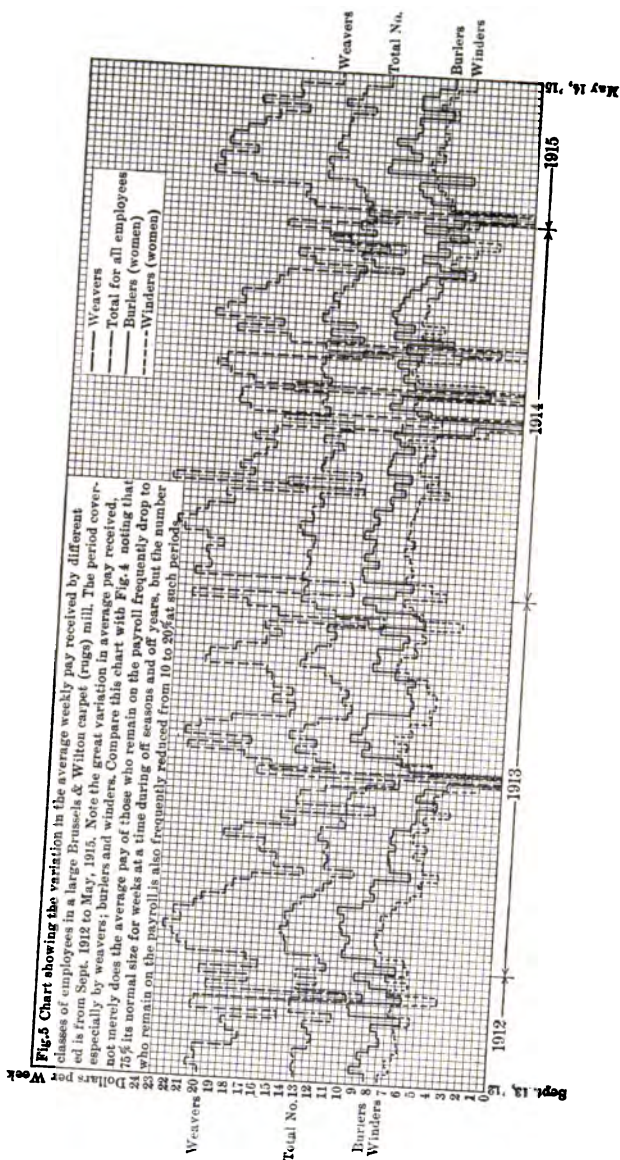 Fig.5 Chart showing the variation in the average weekly pay received by different
classes of employees in a large Brussels & Wilton carpet (rugs) mill. The period cover-
ed is from Sept. 1912 to May, 1915. Note the great variation in average pay received,
especially by weavers; burlers and winders. Compare this chart with Fig.4 noting that
not merely does the average pay of those who remain on the payroll frequently drop to
75% its normal size for weeks at a time during off seasons and off years, but the number
who remain on the payroll is also frequently reduced from 10 to 20% at such periods.
Weavers
Total for all employees
Burlers (women)
Winders (women)
Dollars per Week
24
23
22
21
Weavers 20
19
18
17
16
15
14
Total No. 13
12
11
10
Burlers 9
8
Winders 7
6
5
4
3
2
1
0
Weavers
Total No.
Burlers
Winders
Sept. 13, '12
1912
1913
1914
1915
May 14, '15